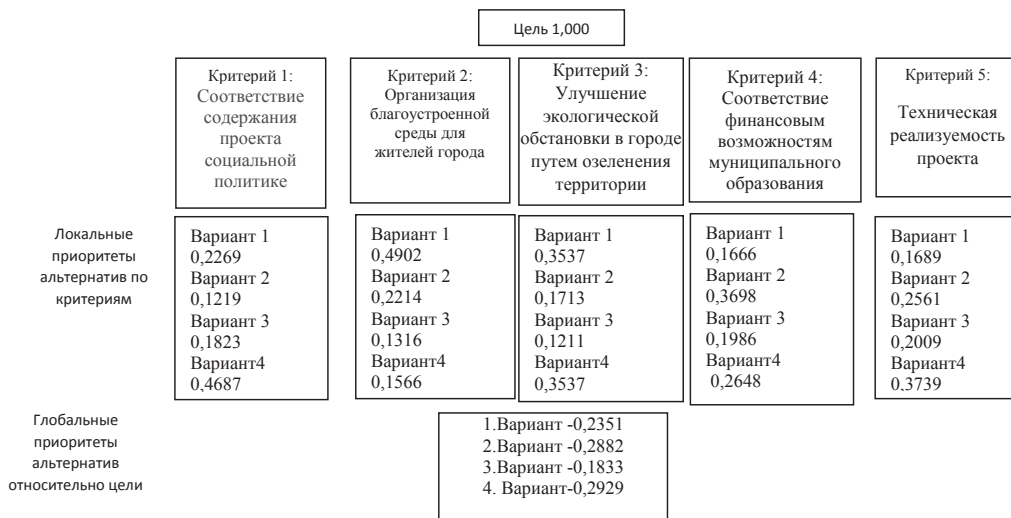 Цель 1,000
Критерий 1:
Соответствие
содержания
проекта
социальной
политике
Критерий 2:
Организация
благоустроенной
среды для
жителей города
Критерий 3:
Улучшение
экологической
обстановки в городе
путем озеленения
территории
Критерий 4:
Соответствие
финансовым
возможностям
муниципального
образования
Критерий 5:
Техническая
реализуемость
проекта
Локальные
приоритеты
альтернатив по
критериям
Вариант 1
0,2269
Вариант 2
0,1219
Вариант 3
0,1823
Вариант4
0,4687
Вариант 1
0,4902
Вариант 2
0,2214
Вариант 3
0,1316
Вариант4
0,1566
Вариант 1
0,3537
Вариант 2
0,1713
Вариант 3
0,1211
Вариант4
0,3537
Вариант 1
0,1666
Вариант 2
0,3698
Вариант 3
0,1986
Вариант4
0,2648
Вариант 1
0,1689
Вариант 2
0,2561
Вариант 3
0,2009
Вариант4
0,3739
Глобальные
приоритеты
альтернатив
относительно цели
1.Вариант -0,2351
2.Вариант -0,2882
3.Вариант -0,1833
4. Вариант-0,2929